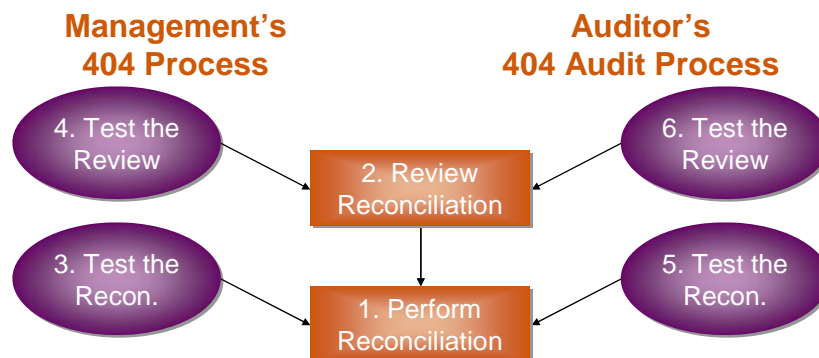 Management's
404 Process
Auditor's
404 Audit Process
4. Test the
Review
6. Test the
Review
2. Review
Reconciliation
3. Test the
Recon.
5. Test the
Recon.
1. Perform
Reconciliation